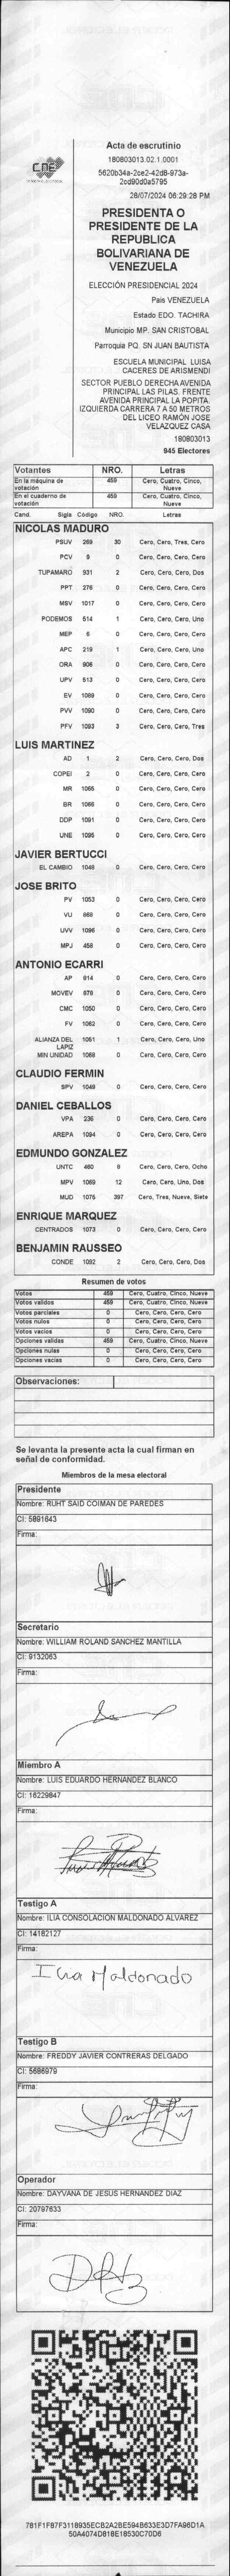 CNE
Acta de escrutinio
180803013.02.1.0001
5620b34a-2ce2-42d8-973a-
2cd90d0a5795
28/07/2024 06:29:28 PM
PRESIDENTA O
PRESIDENTE DE LA
REPUBLICA
BOLIVARIANA DE
VENEZUELA
ELECCIÓN PRESIDENCIAL 2024
País VENEZUELA
Estado EDO. TACHIRA
Municipio MP. SAN CRISTOBAL
Parroquia PQ. SN JUAN BAUTISTA
ESCUELA MUNICIPAL LUISA
CACERES DE ARISMENDI
SECTOR PUEBLO DERECHA AVENIDA
PRINCIPAL LAS PILAS. FRENTE
AVENIDA PRINCIPAL LA POPITA.
IZQUIERDA CARRERA 7 A 50 METROS
DEL LICEO RAMÓN JOSE
VELAZQUEZ CASA
180803013
945 Electores
Votantes NRO. Letras
En la máquina de votación 459 Cero, Cuatro, Cinco, Nueve
En el cuaderno de votación 459 Cero, Cuatro, Cinco, Nueve
Cand. Sigla Código NRO. Letras
NICOLAS MADURO
PSUV 269 30 Cero, Cero, Tres, Cero
PCV 9 0 Cero, Cero, Cero, Cero
TUPAMARO 931 2 Cero, Cero, Cero, Dos
PPT 276 0 Cero, Cero, Cero, Cero
MSV 1017 0 Cero, Cero, Cero, Cero
PODEMOS 514 1 Cero, Cero, Cero, Uno
MEP 6 0 Cero, Cero, Cero, Cero
APC 219 1 Cero, Cero, Cero, Uno
ORA 906 0 Cero, Cero, Cero, Cero
UPV 513 0 Cero, Cero, Cero, Cero
EV 1089 0 Cero, Cero, Cero, Cero
PVV 1090 0 Cero, Cero, Cero, Cero
PFV 1093 3 Cero, Cero, Cero, Tres
LUIS MARTINEZ
AD 1 2 Cero, Cero, Cero, Dos
COPEI 2 0 Cero, Cero, Cero, Cero
MR 1065 0 Cero, Cero, Cero, Cero
BR 1066 0 Cero, Cero, Cero, Cero
DDP 1091 0 Cero, Cero, Cero, Cero
UNE 1095 0 Cero, Cero, Cero, Cero
JAVIER BERTUCCI
EL CAMBIO 1048 0 Cero, Cero, Cero, Cero
JOSE BRITO
PV 1053 0 Cero, Cero, Cero, Cero
VU 868 0 Cero, Cero, Cero, Cero
UVV 1096 0 Cero, Cero, Cero, Cero
MPJ 458 0 Cero, Cero, Cero, Cero
ANTONIO ECARRI
AP 814 0 Cero, Cero, Cero, Cero
MOVEV 878 0 Cero, Cero, Cero, Cero
CMC 1050 0 Cero, Cero, Cero, Cero
FV 1062 0 Cero, Cero, Cero, Cero
ALIANZA DEL LAPIZ 1051 1 Cero, Cero, Cero, Uno
MIN UNIDAD 1068 0 Cero, Cero, Cero, Cero
CLAUDIO FERMIN
SPV 1049 0 Cero, Cero, Cero, Cero
DANIEL CEBALLOS
VPA 236 0 Cero, Cero, Cero, Cero
AREPA 1094 0 Cero, Cero, Cero, Cero
EDMUNDO GONZALEZ
UNTC 460 8 Cero, Cero, Cero, Ocho
MPV 1069 12 Cero, Cero, Uno, Dos
MUD 1075 397 Cero, Tres, Nueve, Siete
ENRIQUE MARQUEZ
CENTRADOS 1073 0 Cero, Cero, Cero, Cero
BENJAMIN RAUSSEO
CONDE 1092 2 Cero, Cero, Cero, Dos
Resumen de votos
Votos 459 Cero, Cuatro, Cinco, Nueve
Votos validos 459 Cero, Cuatro, Cinco, Nueve
Votos parciales 0 Cero, Cero, Cero, Cero
Votos nulos 0 Cero, Cero, Cero, Cero
Votos vacios 0 Cero, Cero, Cero, Cero
Opciones validas 459 Cero, Cuatro, Cinco, Nueve
Opciones nulas 0 Cero, Cero, Cero, Cero
Opciones vacias 0 Cero, Cero, Cero, Cero
Observaciones:
Se levanta la presente acta la cual firman en
señal de conformidad.
Miembros de la mesa electoral
Presidente
Nombre: RUHT SAID COIMAN DE PAREDES
CI: 5891643
Firma:
Secretario
Nombre: WILLIAM ROLAND SANCHEZ MANTILLA
CI: 9132063
Firma:
Miembro A
Nombre: LUIS EDUARDO HERNANDEZ BLANCO
CI: 16229847
Firma:
Testigo A
Nombre: ILIA CONSOLACION MALDONADO ALVAREZ
CI: 14182127
Firma:
Ilia Maldonado
Testigo B
Nombre: FREDDY JAVIER CONTRERAS DELGADO
CI: 5686979
Firma:
Operador
Nombre: DAYVANA DE JESUS HERNANDEZ DIAZ
CI: 20797633
Firma:
781F1F87F3118935ECB2A2BE594B633E3D7FA96D1A
50A4074D818E18530C70D6